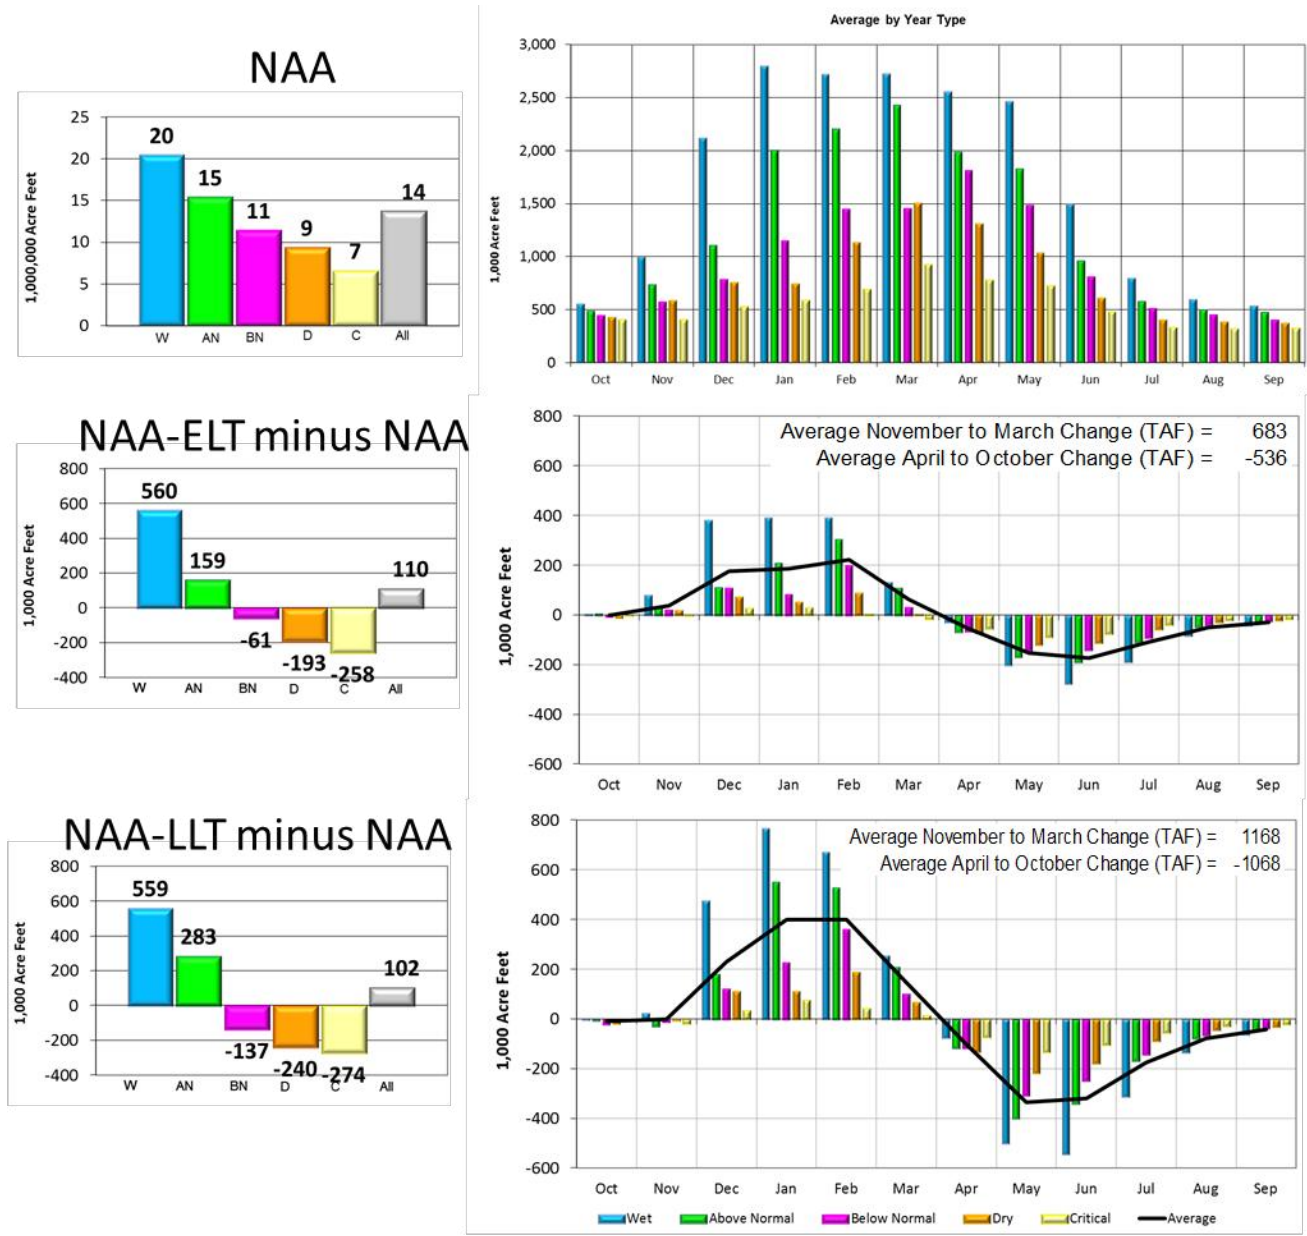 NAA
1,000,000 Acre Feet
25
20
15
10
5
0
20
15
11
9
7
14
W AN BN D C All
Average by Year Type
1,000 Acre Feet
3,000
2,500
2,000
1,500
1,000
500
0
Oct Nov Dec Jan Feb Mar Apr May Jun Jul Aug Sep
NAA-ELT minus NAA
1,000 Acre Feet
800
600
400
200
0
-200
-400
560
159
-61
-193
-258
110
W AN BN D C All
Average November to March Change (TAF) = 683
Average April to October Change (TAF) = -536
1,000 Acre Feet
800
600
400
200
0
-200
-400
-600
Oct Nov Dec Jan Feb Mar Apr May Jun Jul Aug Sep
NAA-LLT minus NAA
1,000 Acre Feet
800
600
400
200
0
-200
-400
559
283
-137
-240
-274
102
W AN BN D C All
Average November to March Change (TAF) = 1168
Average April to October Change (TAF) = -1068
1,000 Acre Feet
800
600
400
200
0
-200
-400
-600
Oct Nov Dec Jan Feb Mar Apr May Jun Jul Aug Sep
Wet Above Normal Below Normal Dry Critical Average